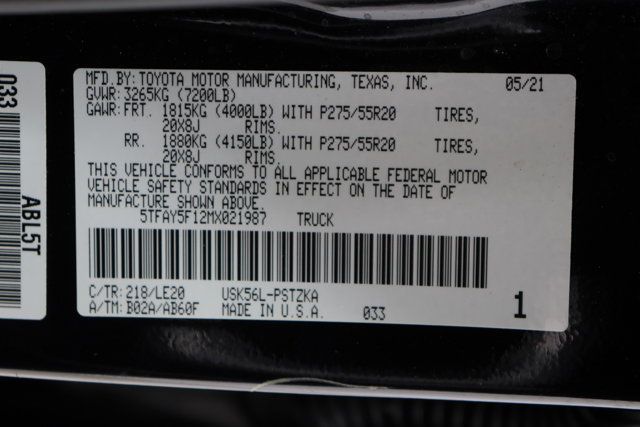 MFD.BY:TOYOTA MOTOR MANUFACTURING, TEXAS, INC. 05/21
GVWR:3265KG (7200LB)
GAWR:FRT. 1815KG (4000LB) WITH P275/55R20 TIRES,
20X8J RIMS.
RR. 1880KG (4150LB) WITH P275/55R20 TIRES,
20X8J RIMS.
THIS VEHICLE CONFORMS TO ALL APPLICABLE FEDERAL MOTOR
VEHICLE SAFETY STANDARDS IN EFFECT ON THE DATE OF
MANUFACTURE SHOWN ABOVE.
5TFAY5F12MX021987 TRUCK
C/TR:218/LE20 USK56L-PSTZKA
A/TM:B02A/AB60F MADE IN U.S.A. 033 1
033
ABL5T